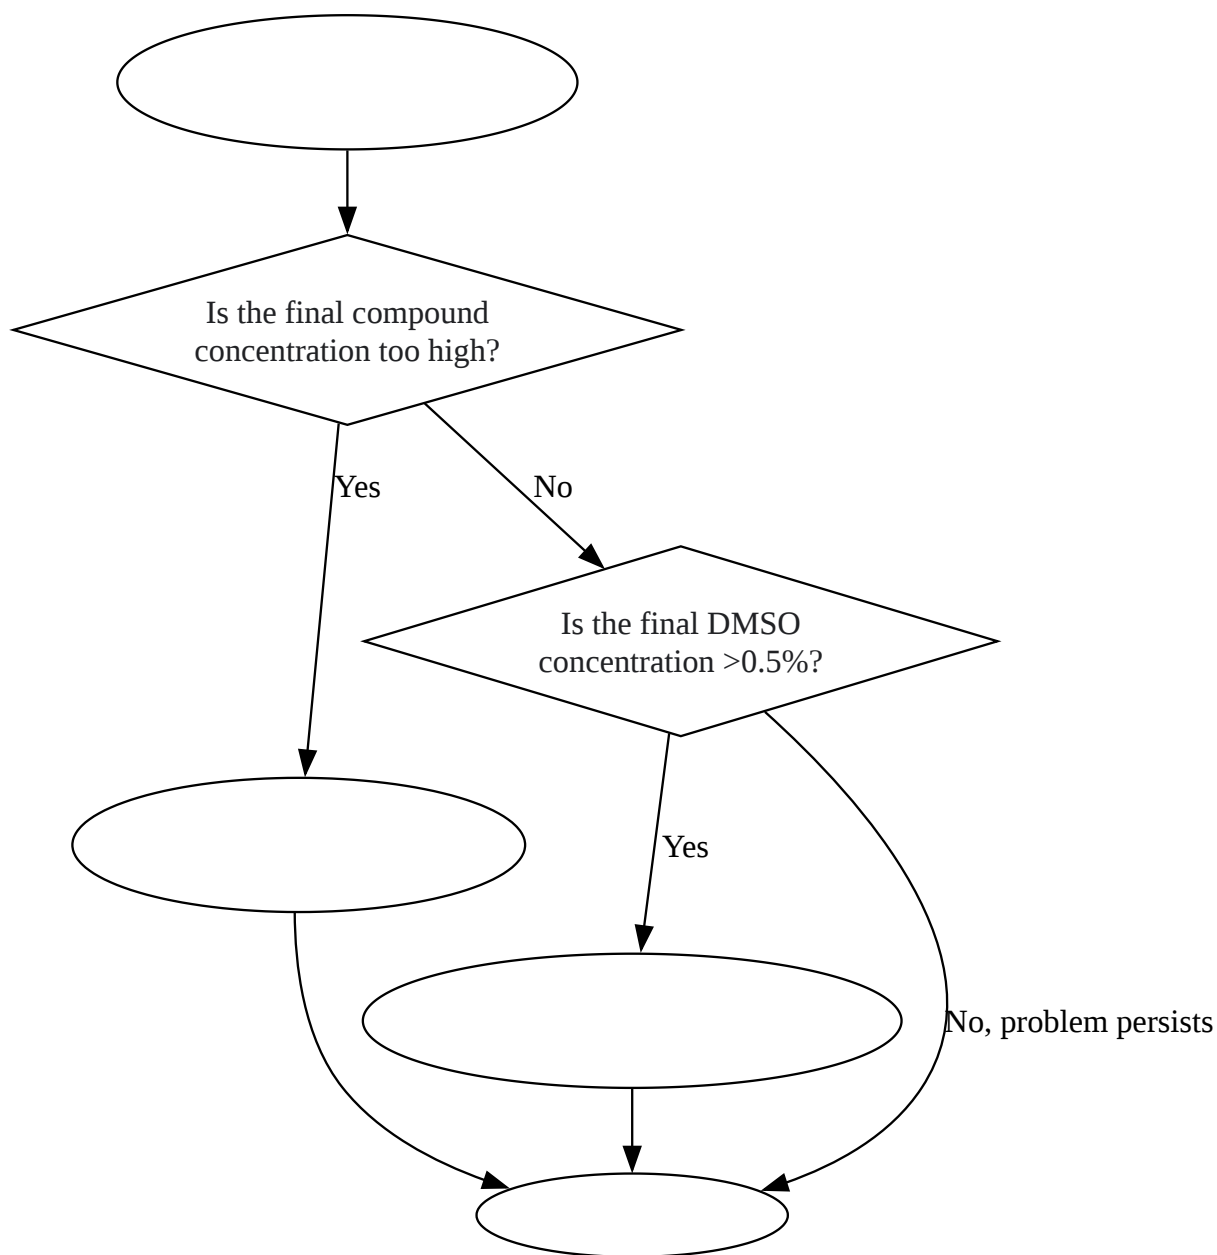 Is the final compound
concentration too high?
Yes
No
Is the final DMSO
concentration >0.5%?
Yes
No, problem persists